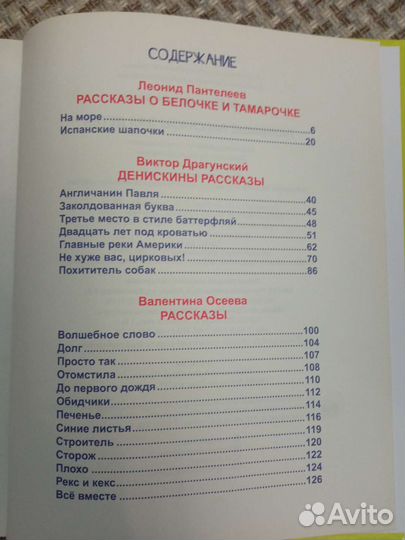 СОДЕРЖАНИЕ
Леонид Пантелеев
РАССКАЗЫ О БЕЛОЧКЕ И ТАМАРОЧКЕ
На море........6
Испанские шапочки........20
Виктор Драгунский
ДЕНИСКИНЫ РАССКАЗЫ
Англичанин Павля........40
Заколдованная буква........45
Третье место в стиле баттерфляй........48
Двадцать лет под кроватью........51
Главные реки Америки........62
Не хуже вас, цирковых!........70
Похититель собак........86
Валентина Осеева
РАССКАЗЫ
Волшебное слово........100
Долг........104
Просто так........107
Отомстила........108
До первого дождя........110
Обидчики........112
Печенье........114
Синие листья........116
Строитель........119
Сторож........120
Плохо........122
Рекс и кекс........124
Всё вместе........126
Avito